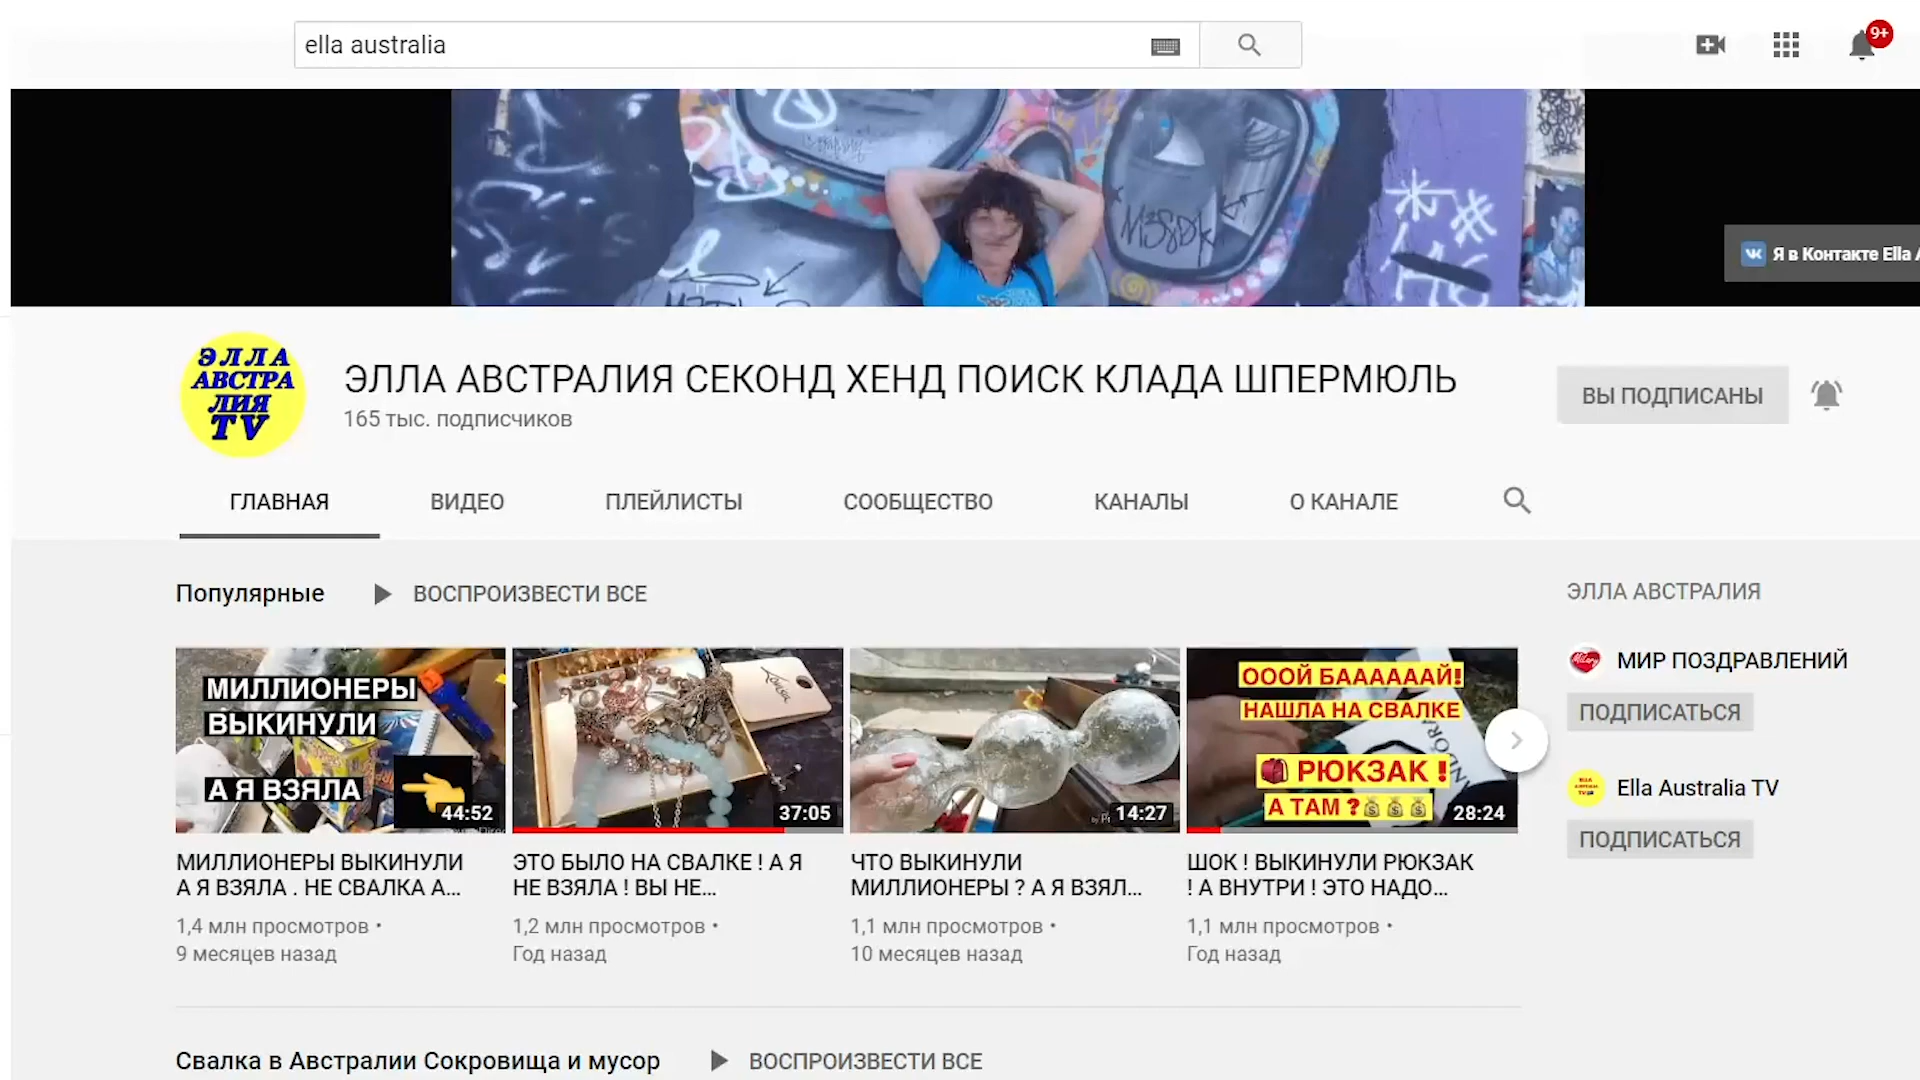 ella australia
9+
Я в Контакте Ella
ЭЛЛА
АВСТРА
ЛИЯ
TV
ЭЛЛА АВСТРАЛИЯ СЕКОНД ХЕНД ПОИСК КЛАДА ШПЕРМЮЛЬ
165 тыс. подписчиков
ВЫ ПОДПИСАНЫ
ГЛАВНАЯ
ВИДЕО
ПЛЕЙЛИСТЫ
СООБЩЕСТВО
КАНАЛЫ
О КАНАЛЕ
Популярные
ВОСПРОИЗВЕСТИ ВСЕ
МИЛЛИОНЕРЫ
ВЫКИНУЛИ
А Я ВЗЯЛА
44:52
37:05
14:27
ОООЙ БАААААAЙ!
НАШЛА НА СВАЛКЕ
РЮКЗАК !
А ТАМ ?
28:24
МИЛЛИОНЕРЫ ВЫКИНУЛИ
А Я ВЗЯЛА . НЕ СВАЛКА А...
1,4 млн просмотров •
9 месяцев назад
ЭТО БЫЛО НА СВАЛКЕ ! А Я
НЕ ВЗЯЛА ! ВЫ НЕ...
1,2 млн просмотров •
Год назад
ЧТО ВЫКИНУЛИ
МИЛЛИОНЕРЫ ? А Я ВЗЯЛ...
1,1 млн просмотров •
10 месяцев назад
ШОК ! ВЫКИНУЛИ РЮКЗАК
! А ВНУТРИ ! ЭТО НАДО...
1,1 млн просмотров •
Год назад
ЭЛЛА АВСТРАЛИЯ
МИР ПОЗДРАВЛЕНИЙ
ПОДПИСАТЬСЯ
Ella Australia TV
ПОДПИСАТЬСЯ
Свалка в Австралии Сокровища и мусор
ВОСПРОИЗВЕСТИ ВСЕ